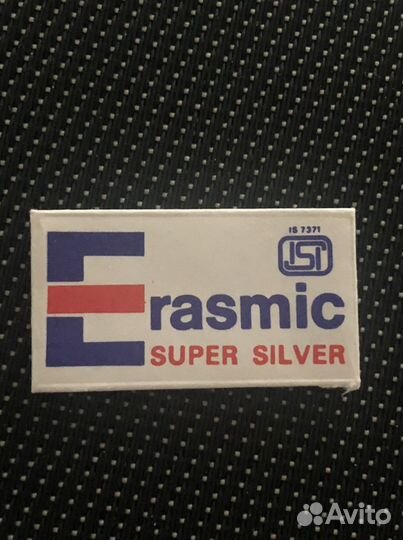 IS 7371
ISI
Erasmic
SUPER SILVER
Avito